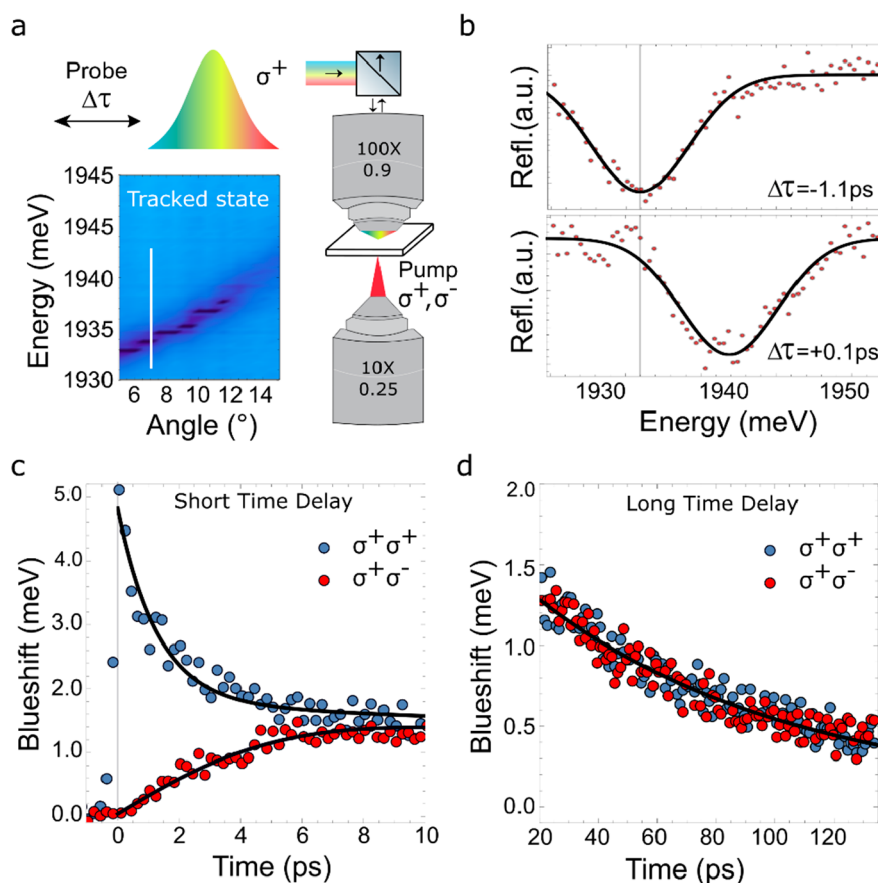 a
Probe
Δτ
σ+
100X
0.9
Pump
σ+,σ-
10X
0.25
Tracked state
Energy (meV)
1945
1945
1940
1935
1930
6 8 10 12 14
Angle (°)
b
Refl.(a.u.)
Δτ=-1.1ps
Refl.(a.u.)
Δτ=+0.1ps
1930 1940 1950
Energy (meV)
c
Short Time Delay
σ+σ+
σ+σ-
Blueshift (meV)
5.0
4.0
3.0
2.0
1.0
0.0
0 2 4 6 8 10
Time (ps)
d
Long Time Delay
σ+σ+
σ+σ-
Blueshift (meV)
2.0
1.5
1.0
0.5
0.0
20 40 60 80 100 120
Time (ps)